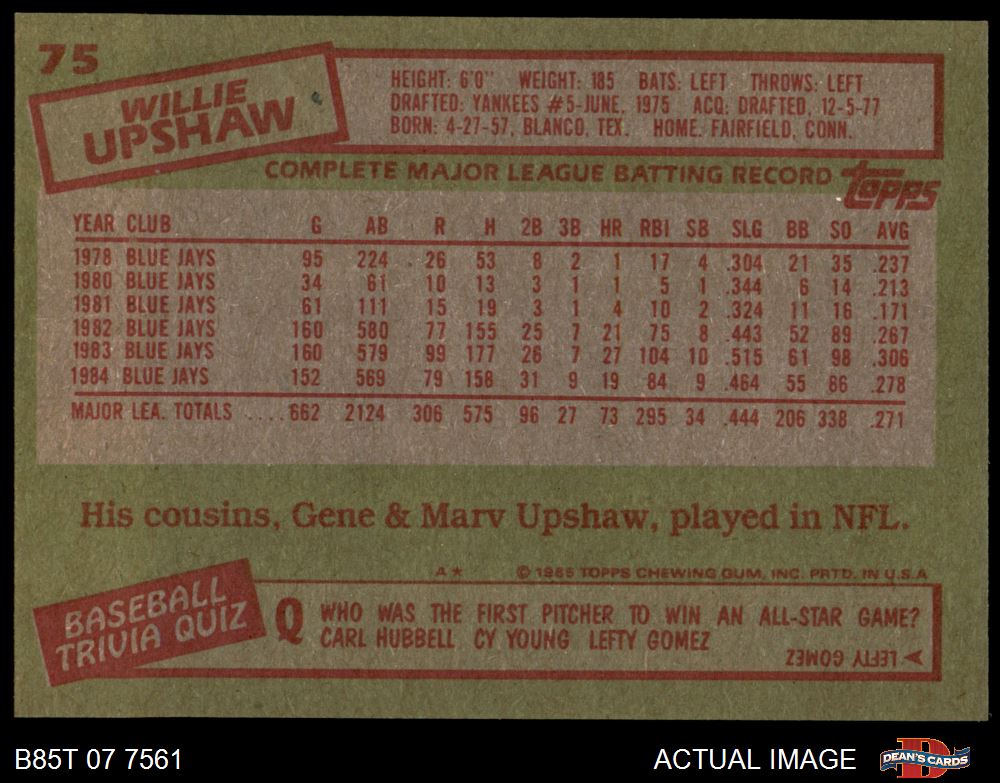 75
WILLIE
UPSHAW
HEIGHT: 6'0" WEIGHT: 185 BATS: LEFT THROWS: LEFT
DRAFTED: YANKEES #5-JUNE, 1975 ACQ. DRAFTED, 12-5-77
BORN: 4-27-57, BLANCO, TEX. HOME. FAIRFIELD, CONN.
COMPLETE MAJOR LEAGUE BATTING RECORD topps
YEAR CLUB G AB R H 2B 3B HR RBI SB SLG BB SO AVG
1978 BLUE JAYS 95 224 26 53 8 2 1 17 4 .304 21 35 .237
1980 BLUE JAYS 34 61 10 13 3 1 1 5 1 .344 6 14 .213
1981 BLUE JAYS 61 111 15 19 3 1 4 10 2 .324 11 16 .171
1982 BLUE JAYS 160 580 77 155 25 7 21 75 8 .443 52 89 .267
1983 BLUE JAYS 160 579 99 177 26 7 27 104 10 .515 61 98 .306
1984 BLUE JAYS 152 569 79 158 31 9 19 84 9 .464 55 86 .278
MAJOR LEA. TOTALS ....662 2124 306 575 96 27 73 295 34 .444 206 338 .271
His cousins, Gene & Marv Upshaw, played in NFL.
A★ © 1985 TOPPS CHEWING GUM, INC. PRTD. IN U.S.A
BASEBALL
TRIVIA QUIZ
Q WHO WAS THE FIRST PITCHER TO WIN AN ALL-STAR GAME?
CARL HUBBELL CY YOUNG LEFTY GOMEZ
LEFTY GOMEZ
B85T 07 7561 ACTUAL IMAGE D DEAN'S CARDS